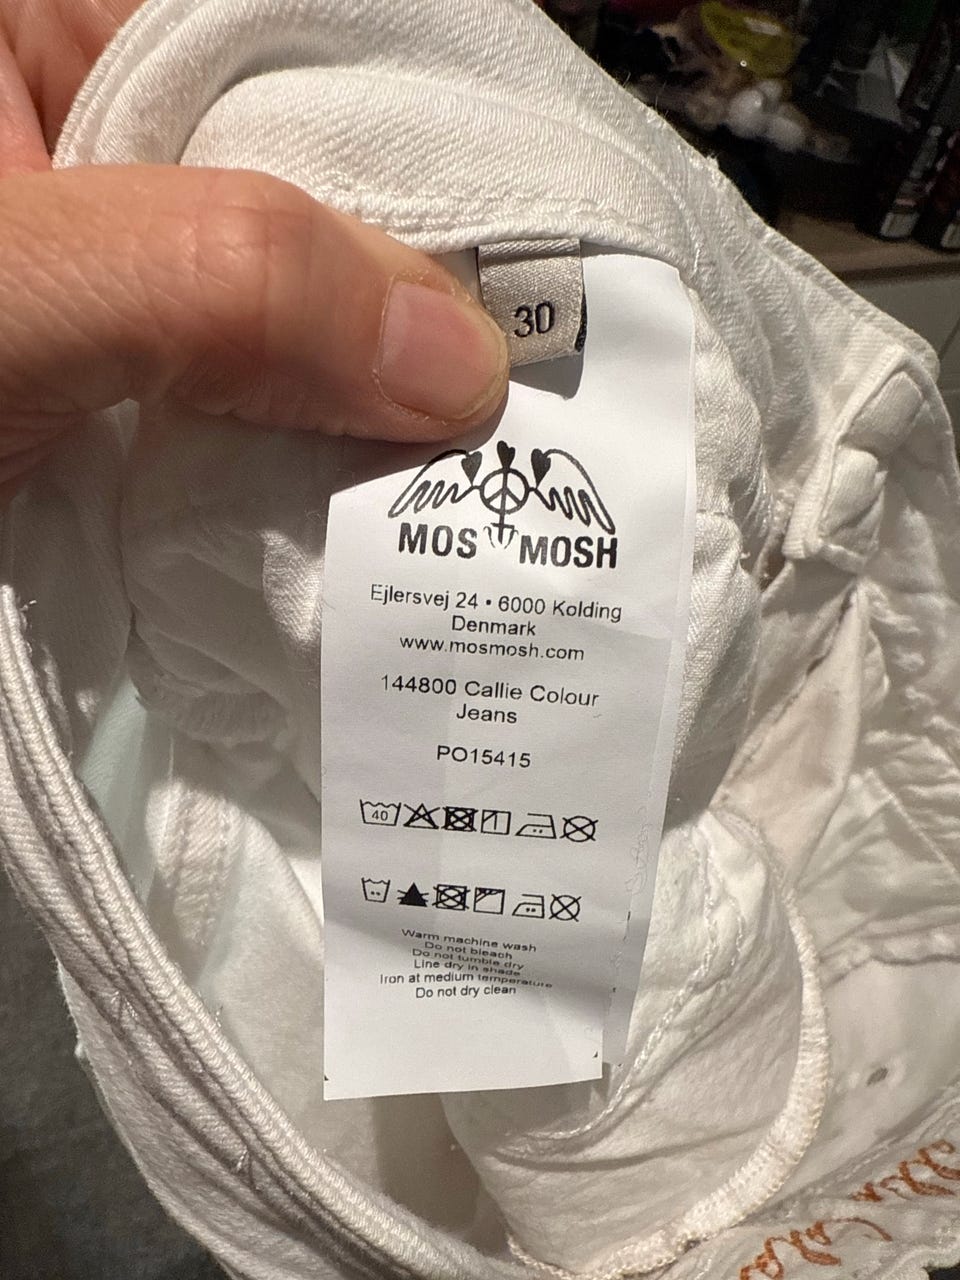 30
MOS MOSH
Ejlersvej 24 • 6000 Kolding
Denmark
www.mosmosh.com
144800 Callie Colour
Jeans
PO15415
40
Warm machine wash
Do not bleach
Do not tumble dry
Line dry in shade
Iron at medium temperature
Do not dry clean